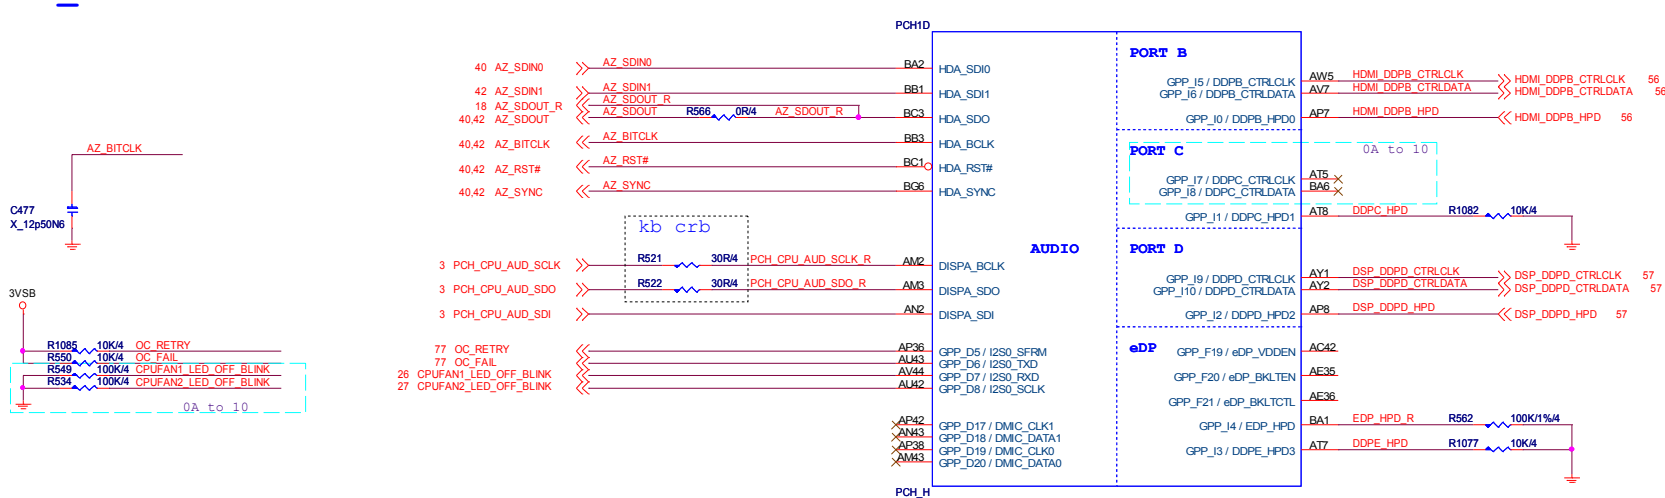 PCH1D
PORT B
40 AZ_SDIN0 AZ_SDIN0 BA2 HDA_SDI0
GPP_I5 / DDPB_CTRLCLK AW5 HDMI_DDPB_CTRLCLK HDMI_DDPB_CTRLCLK 56
42 AZ_SDIN1 AZ_SDIN1 BB1 HDA_SDI1
GPP_I6 / DDPB_CTRLDATA AV7 HDMI_DDPB_CTRLDATA HDMI_DDPB_CTRLDATA 56
18 AZ_SDOUT_R AZ_SDOUT_R
40,42 AZ_SDOUT AZ_SDOUT R566 0R/4 AZ_SDOUT_R BC3 HDA_SDO
GPP_I0 / DDPB_HPD0 AP7 HDMI_DDPB_HPD HDMI_DDPB_HPD 56
40,42 AZ_BITCLK AZ_BITCLK BB3 HDA_BCLK
AZ_BITCLK
PORT C
0A to 10
40,42 AZ_RST# AZ_RST# BC1 HDA_RST#
GPP_I7 / DDPC_CTRLCLK AT5
40,42 AZ_SYNC AZ_SYNC BG6 HDA_SYNC
GPP_I8 / DDPC_CTRLDATA BA6
C477
X_12p50N6
GPP_I1 / DDPC_HPD1 AT8 DDPC_HPD R1082 10K/4
kb crb
AUDIO
PORT D
3 PCH_CPU_AUD_SCLK R521 30R/4 PCH_CPU_AUD_SCLK_R AM2 DISPA_BCLK
GPP_I9 / DDPD_CTRLCLK AY1 DSP_DDPD_CTRLCLK DSP_DDPD_CTRLCLK 57
3 PCH_CPU_AUD_SDO R522 30R/4 PCH_CPU_AUD_SDO_R AM3 DISPA_SDO
GPP_I10 / DDPD_CTRLDATA AY2 DSP_DDPD_CTRLDATA DSP_DDPD_CTRLDATA 57
3VSB
3 PCH_CPU_AUD_SDI AN2 DISPA_SDI
GPP_I2 / DDPD_HPD2 AP8 DSP_DDPD_HPD DSP_DDPD_HPD 57
eDP
R1085 10K/4 OC_RETRY
R550 10K/4 OC_FAIL
R549 100K/4 CPUFAN1_LED_OFF_BLINK
R534 100K/4 CPUFAN2_LED_OFF_BLINK
0A to 10
77 OC_RETRY AP36 GPP_D5 / I2S0_SFRM
77 OC_FAIL AU43 GPP_D6 / I2S0_TXD
26 CPUFAN1_LED_OFF_BLINK AV44 GPP_D7 / I2S0_RXD
27 CPUFAN2_LED_OFF_BLINK AU42 GPP_D8 / I2S0_SCLK
GPP_F19 / eDP_VDDEN AC42
GPP_F20 / eDP_BKLTEN AE35
GPP_F21 / eDP_BKLTCTL AE36
AP42 GPP_D17 / DMIC_CLK1
AN43 GPP_D18 / DMIC_DATA1
AP38 GPP_D19 / DMIC_CLK0
AM43 GPP_D20 / DMIC_DATA0
GPP_I4 / EDP_HPD BA1 EDP_HPD_R R562 100K/1%/4
GPP_I3 / DDPE_HPD3 AT7 DDPE_HPD R1077 10K/4
PCH_H